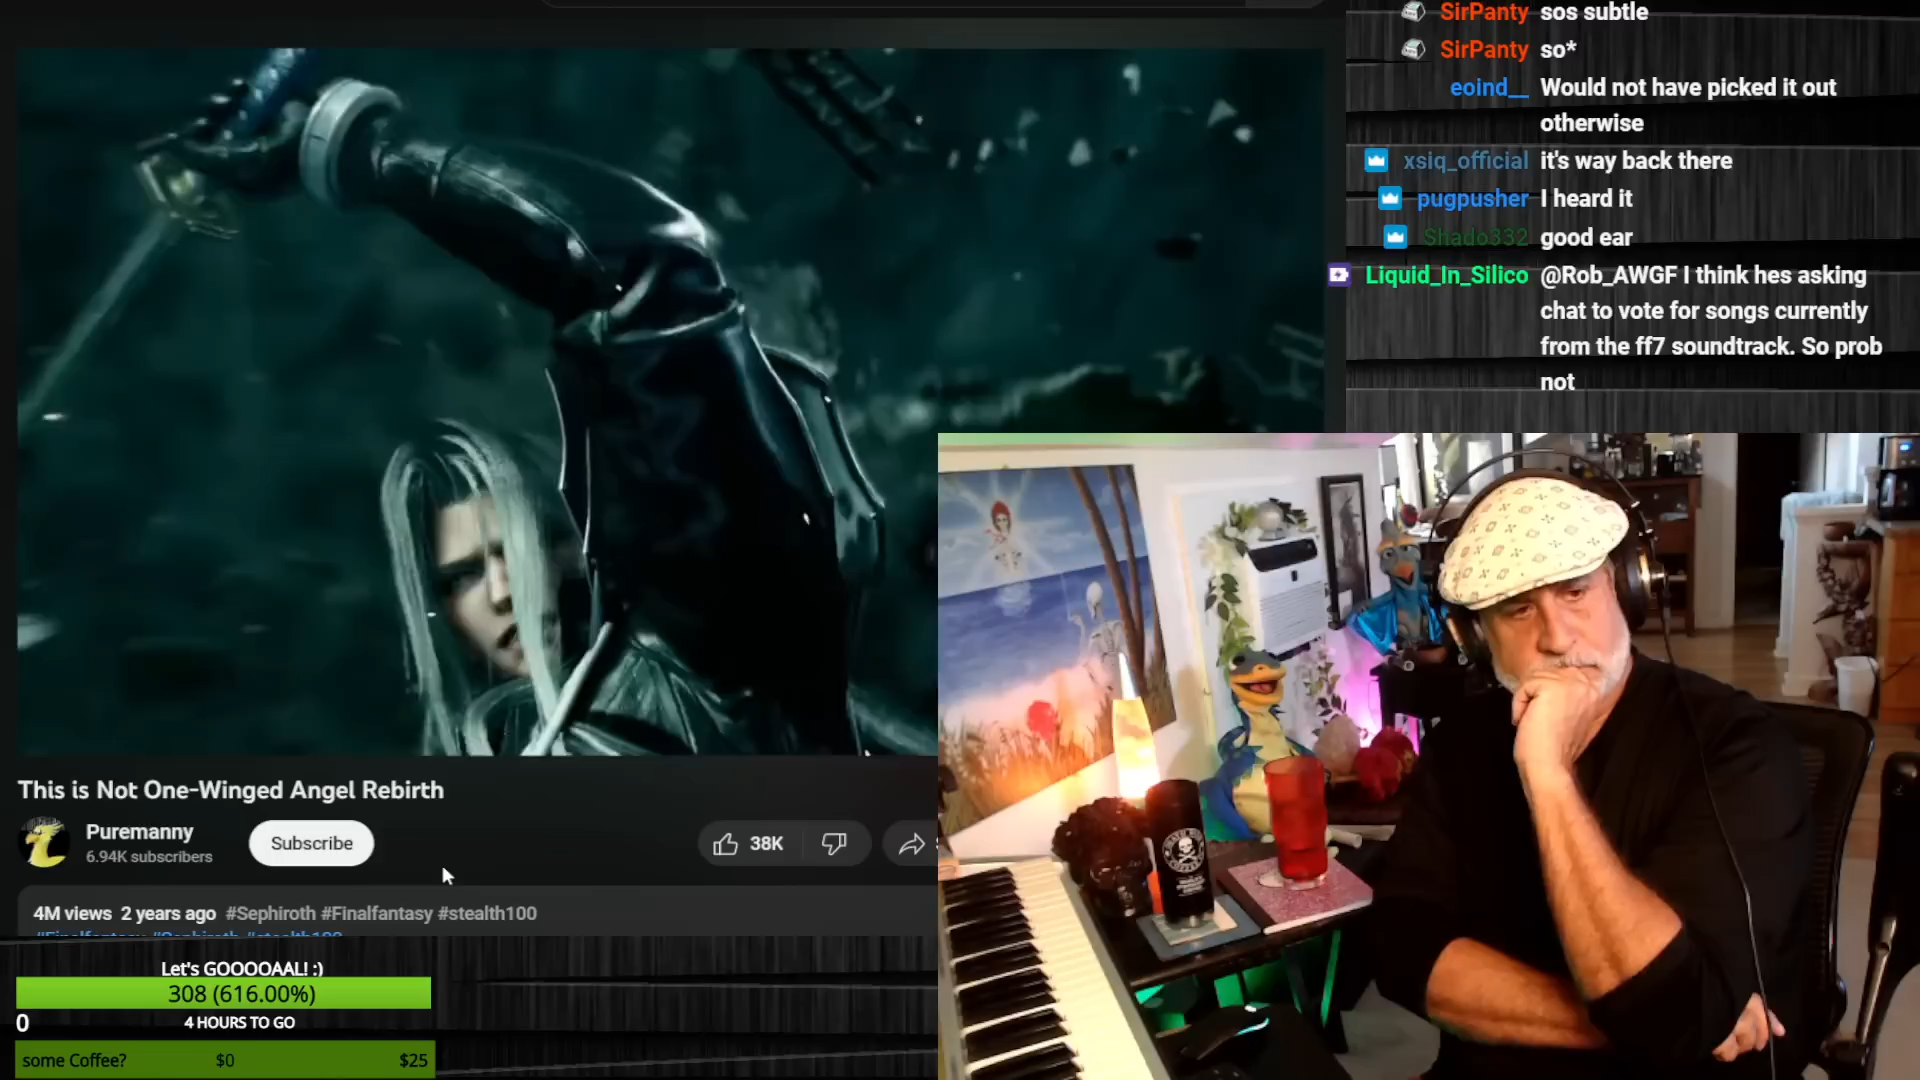 SirPanty sos subtle
SirPanty so*
eoind__ Would not have picked it out
otherwise
xsiq_official it's way back there
pugpusher I heard it
Shado332 good ear
Liquid_In_Silico @Rob_AWGF I think hes asking
chat to vote for songs currently
from the ff7 soundtrack. So prob
not
This is Not One-Winged Angel Rebirth
Puremanny
6.94K subscribers
Subscribe
38K
4M views 2 years ago #Sephiroth #Finalfantasy #stealth100
#Finalfantasy #Sephiroth #stealth100
Let's GOOOOAAL! :)
308 (616.00%)
0
4 HOURS TO GO
some Coffee? $0 $25